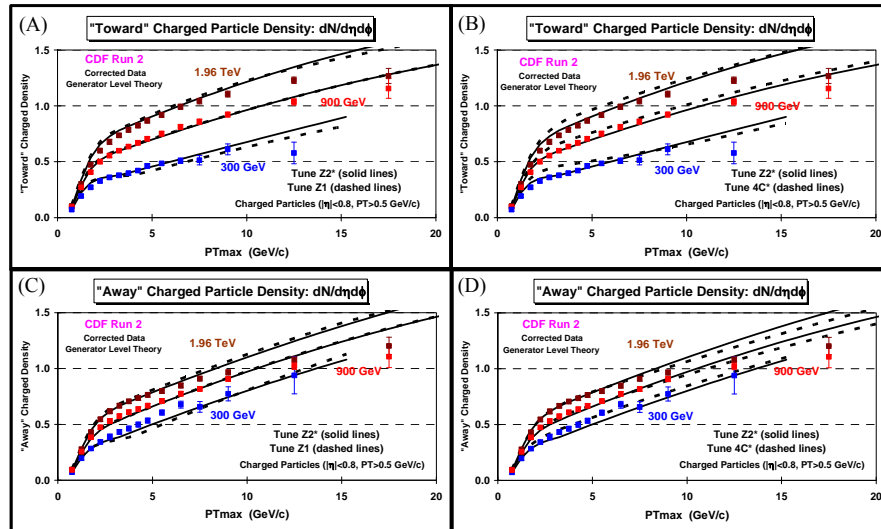 (A)
"Toward" Charged Particle Density: dN/dηdϕ
"Toward" Charged Density
1.5
1.0
0.5
0.0
CDF Run 2
Corrected Data
Generator Level Theory
1.96 TeV
900 GeV
300 GeV
Tune Z2* (solid lines)
Tune Z1 (dashed lines)
Charged Particles (|η|<0.8, PT>0.5 GeV/c)
0 5 10 15 20
PTmax (GeV/c)
(B)
"Toward" Charged Particle Density: dN/dηdϕ
"Toward" Charged Density
1.5
1.0
0.5
0.0
CDF Run 2
Corrected Data
Generator Level Theory
1.96 TeV
900 GeV
300 GeV
Tune Z2* (solid lines)
Tune 4C* (dashed lines)
Charged Particles (|η|<0.8, PT>0.5 GeV/c)
0 5 10 15 20
PTmax (GeV/c)
(C)
"Away" Charged Particle Density: dN/dηdϕ
"Away" Charged Density
1.5
1.0
0.5
0.0
CDF Run 2
Corrected Data
Generator Level Theory
1.96 TeV
900 GeV
300 GeV
Tune Z2* (solid lines)
Tune Z1 (dashed lines)
Charged Particles (|η|<0.8, PT>0.5 GeV/c)
0 5 10 15 20
PTmax (GeV/c)
(D)
"Away" Charged Particle Density: dN/dηdϕ
"Away" Charged Density
1.5
1.0
0.5
0.0
CDF Run 2
Corrected Data
Generator Level Theory
1.96 TeV
900 GeV
300 GeV
Tune Z2* (solid lines)
Tune 4C* (dashed lines)
Charged Particles (|η|<0.8, PT>0.5 GeV/c)
0 5 10 15 20
PTmax (GeV/c)